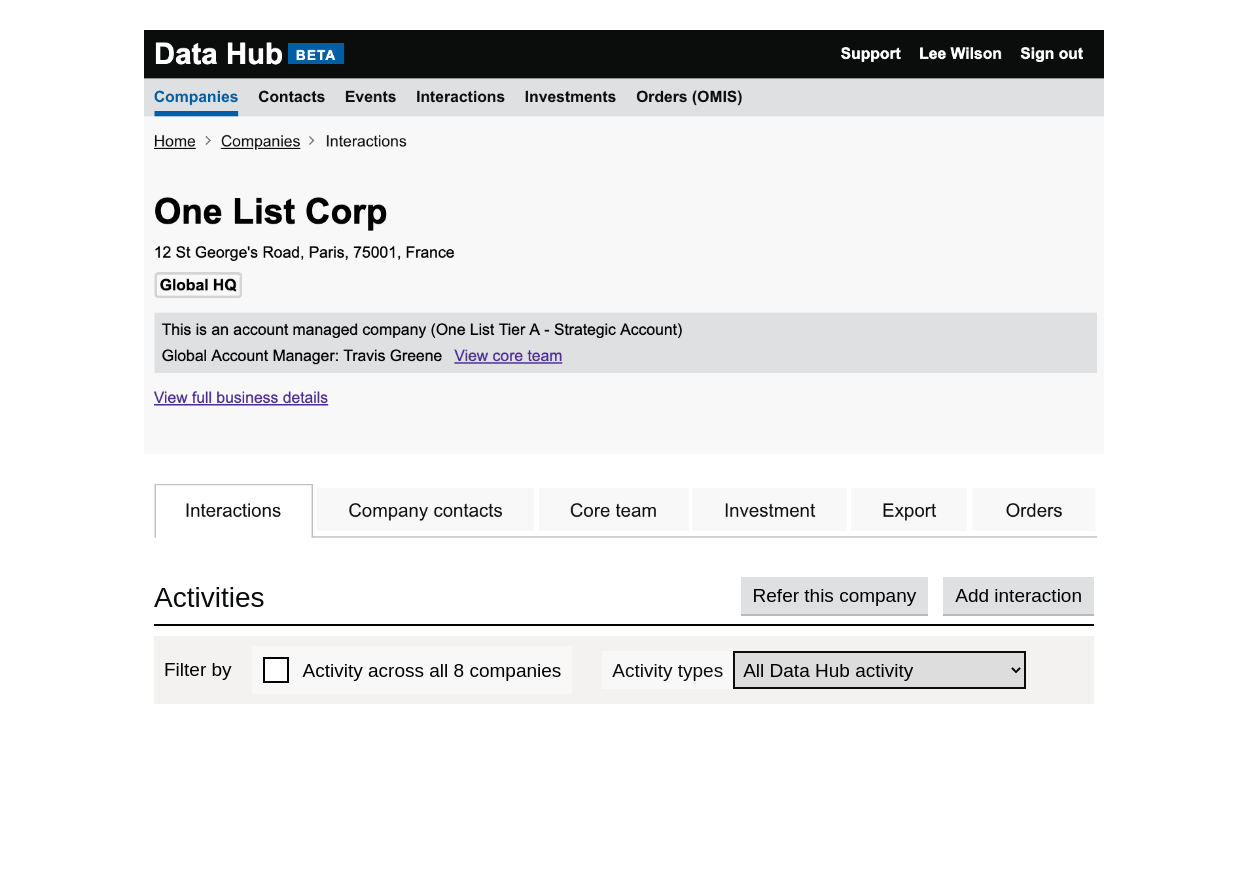 Data Hub BETA Support Lee Wilson Sign out
Companies Contacts Events Interactions Investments Orders (OMIS)
Home Companies Interactions
One List Corp
12 St George's Road, Paris, 75001, France
Global HQ
This is an account managed company (One List Tier A - Strategic Account)
Global Account Manager: Travis Greene View core team
View full business details
Interactions Company contacts Core team Investment Export Orders
Activities Refer this company Add interaction
Filter by Activity across all 8 companies Activity types All Data Hub activity